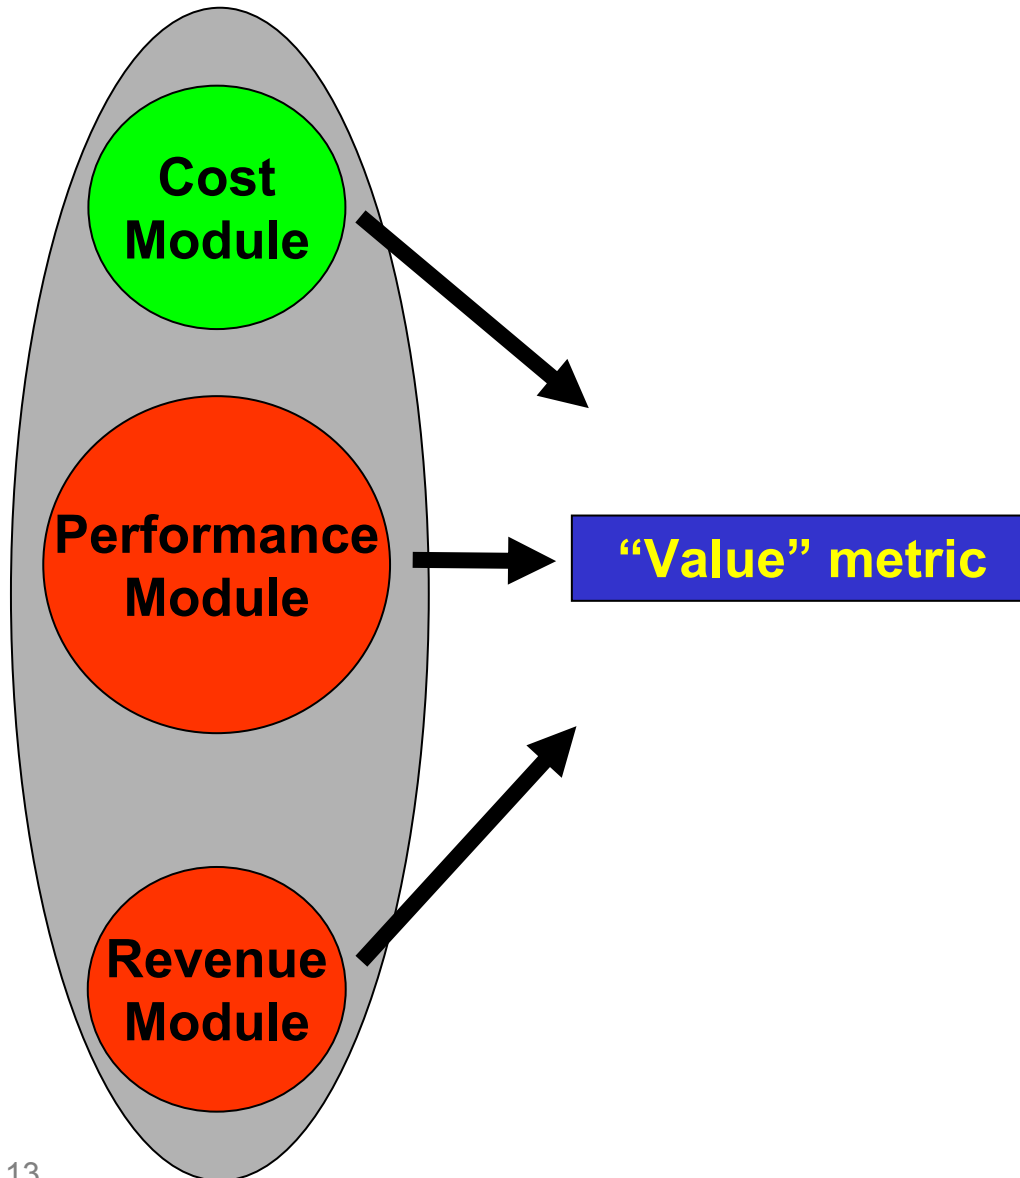 Cost
Module
Performance
Module
“Value” metric
Revenue
Module
13